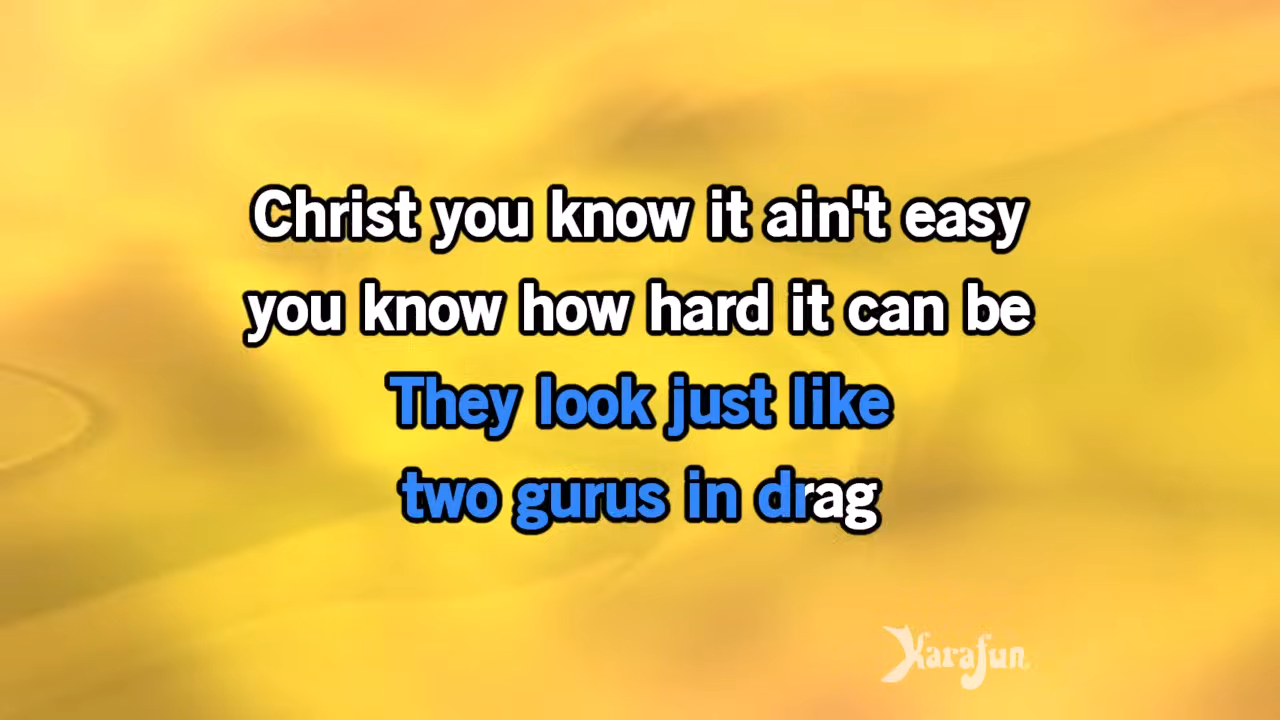 Christ you know it ain't easy
you know how hard it can be
They look just like
two gurus in drag
Karafun